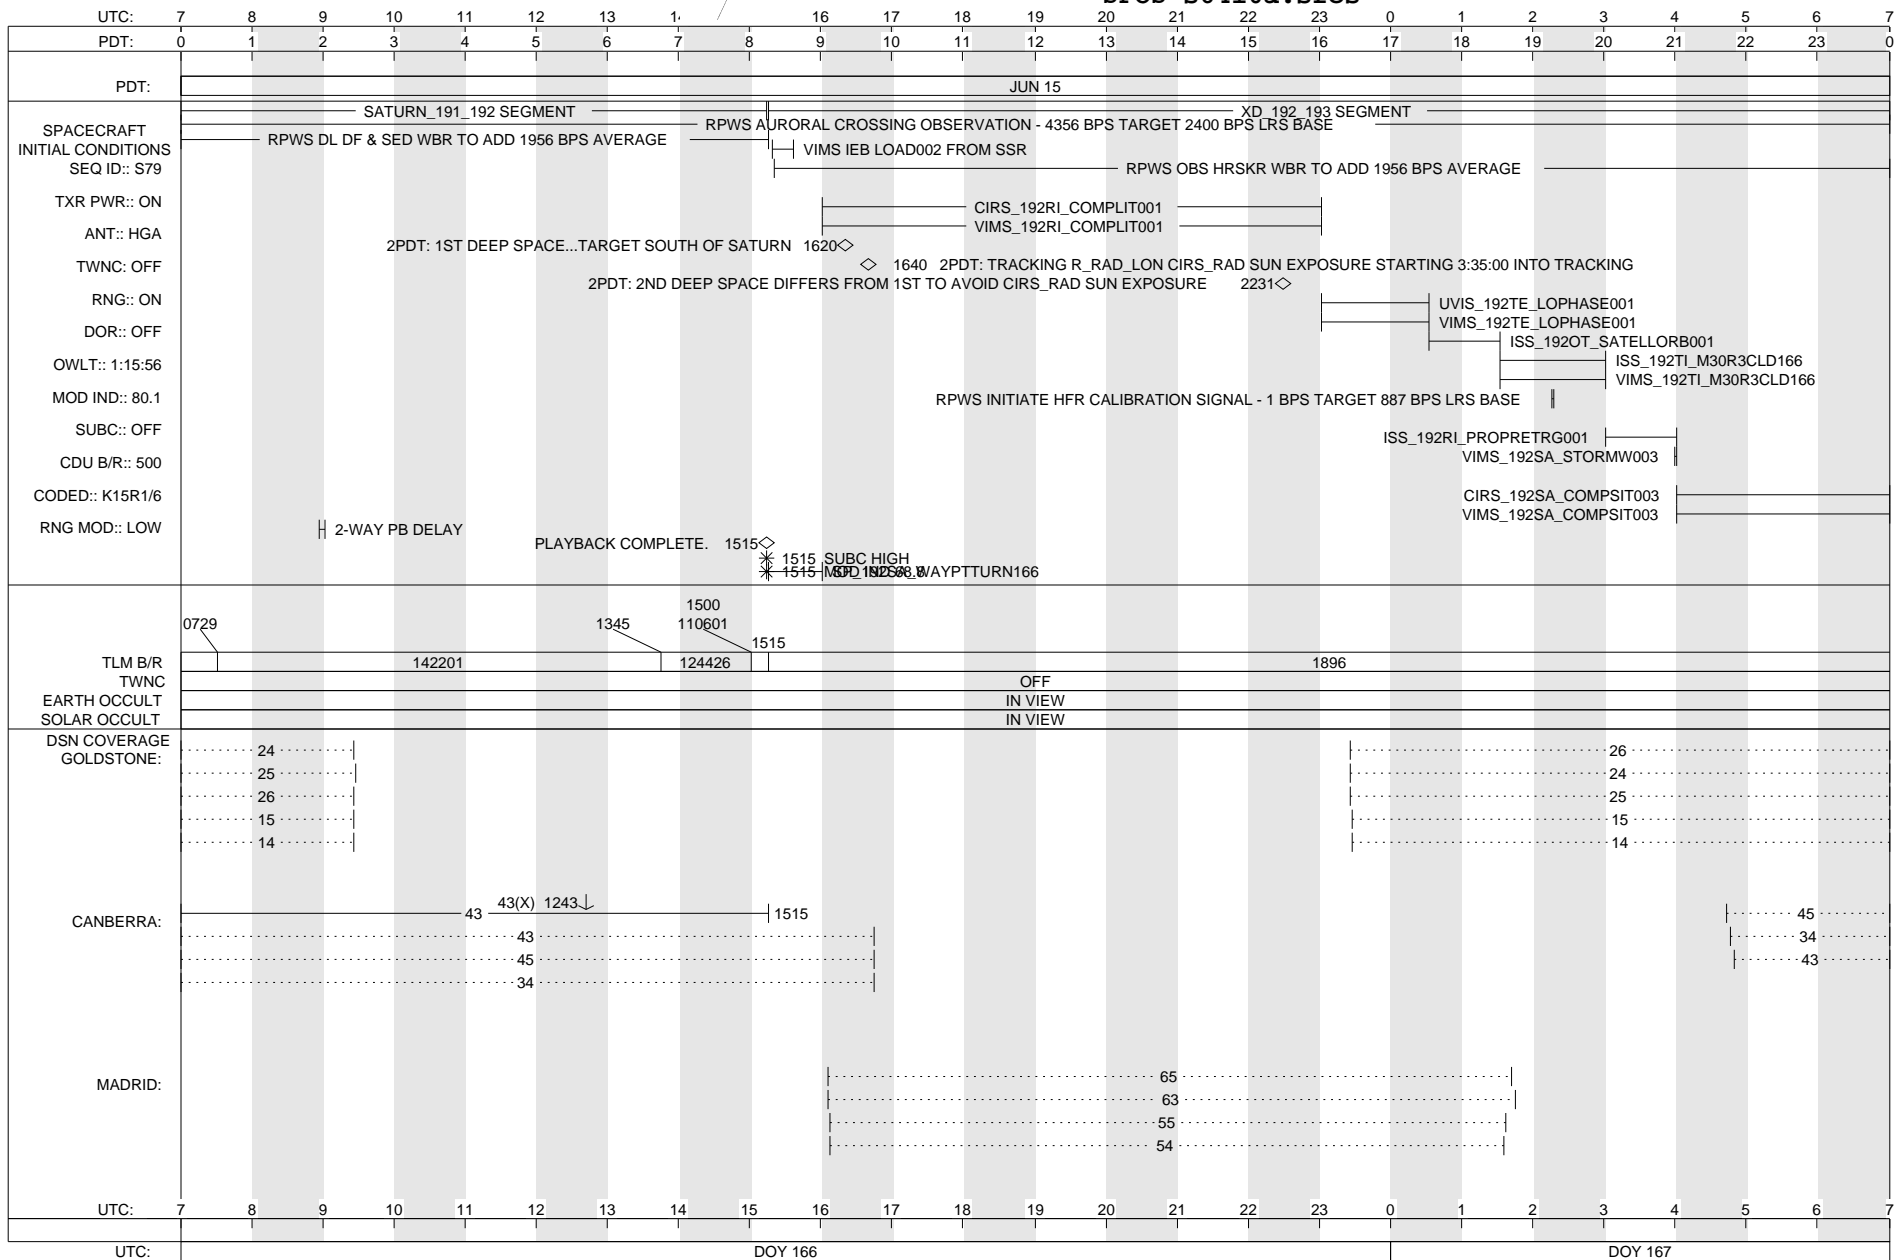 UTC: 7 8 9 10 11 12 13 16 17 18 19 20 21 22 23 0 1 2 3 4 5 6 7
PDT: 0 1 2 3 4 5 6 7 8 9 10 11 12 13 14 15 16 17 18 19 20 21 22 23 0
PDT: JUN 15
SATURN_191_192 SEGMENT XD_192_193 SEGMENT
RPWS AURORAL CROSSING OBSERVATION - 4356 BPS TARGET 2400 BPS LRS BASE
SPACECRAFT
RPWS DL DF & SED WBR TO ADD 1956 BPS AVERAGE
INITIAL CONDITIONS VIMS IEB LOAD002 FROM SSR
SEQ ID:: S79 RPWS OBS HRSKR WBR TO ADD 1956 BPS AVERAGE
TXR PWR:: ON CIRS_192RI_COMPLIT001
VIMS_192RI_COMPLIT001
ANT:: HGA
2PDT: 1ST DEEP SPACE...TARGET SOUTH OF SATURN 1620
TWNC: OFF 1640 2PDT: TRACKING R_RAD_LON CIRS_RAD SUN EXPOSURE STARTING 3:35:00 INTO TRACKING
2PDT: 2ND DEEP SPACE DIFFERS FROM 1ST TO AVOID CIRS_RAD SUN EXPOSURE 2231
RNG:: ON UVIS_192TE_LOPHASE001
VIMS_192TE_LOPHASE001
DOR:: OFF
ISS_192OT_SATELLORB001
OWLT:: 1:15:56 ISS_192TI_M30R3CLD166
VIMS_192TI_M30R3CLD166
MOD IND:: 80.1 RPWS INITIATE HFR CALIBRATION SIGNAL - 1 BPS TARGET 887 BPS LRS BASE
SUBC:: OFF
ISS_192RI_PROPRETRG001
CDU B/R:: 500 VIMS_192SA_STORMW003
CODED:: K15R1/6 CIRS_192SA_COMPSIT003
VIMS_192SA_COMPSIT003
RNG MOD:: LOW 2-WAY PB DELAY
PLAYBACK COMPLETE. 1515
1515 SUBC HIGH
1515
1500
0729 1345 110601
1515
TLM B/R 142201 124426 1896
TWNC OFF
EARTH OCCULT IN VIEW
SOLAR OCCULT IN VIEW
DSN COVERAGE
GOLDSTONE:
24 26
25 24
26 25
15 15
14 14
43(X) 1243
CANBERRA: 43 1515 45
43 34
45 43
34
MADRID: 65
63
55
54
UTC: 7 8 9 10 11 12 13 14 15 16 17 18 19 20 21 22 23 0 1 2 3 4 5 6 7
UTC: DOY 166 DOY 167